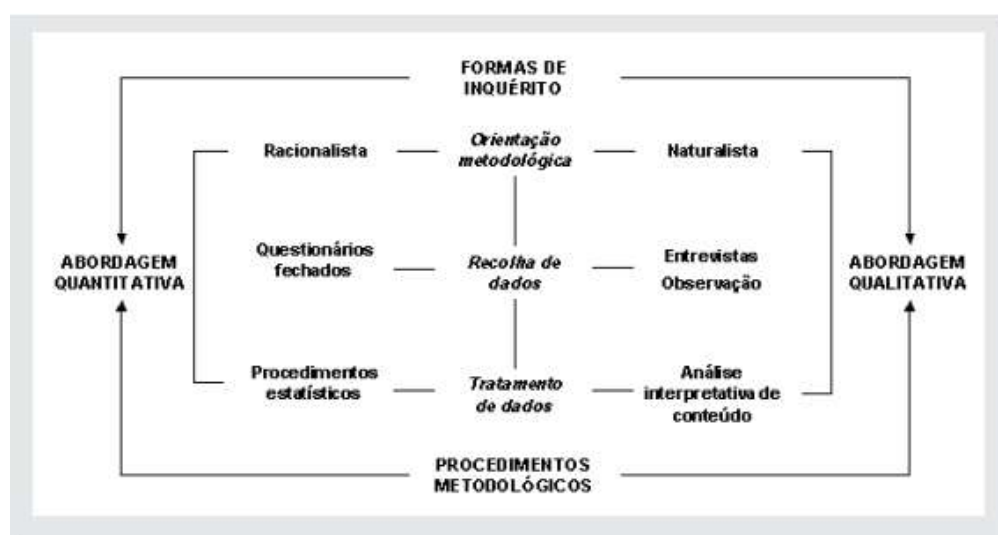 FORMAS DE
INQUÉRITO
Racionalista
Orientação
metodológica
Naturalista
ABORDAGEM
QUANTITATIVA
Questionários
fechados
Recolha de
dados
Entrevistas
Observação
ABORDAGEM
QUALITATIVA
Procedimentos
estatísticos
Tratamento
de dados
Análise
interpretativa de
conteúdo
PROCEDIMENTOS
METODOLÓGICOS